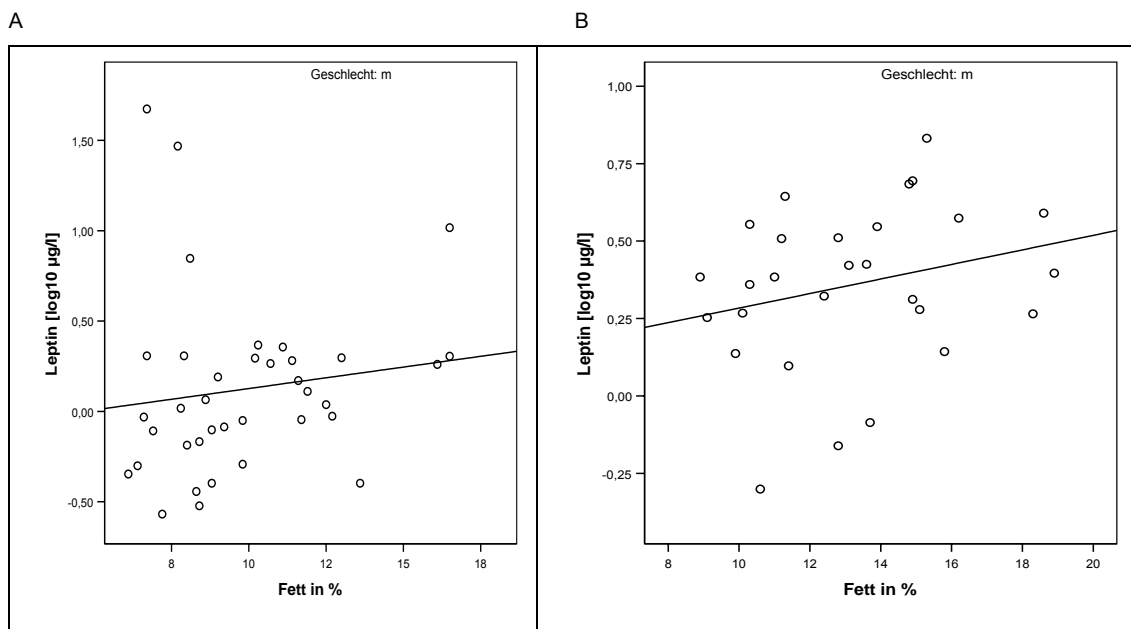 A
B
Geschlecht: m
1,50
1,00
0,50
0,00
-0,50
Leptin [log10 µg/l]
8
10
12
15
18
Fett in %
Geschlecht: m
1,00
0,75
0,50
0,25
0,00
-0,25
Leptin [log10 µg/l]
8
10
12
14
16
18
20
Fett in %